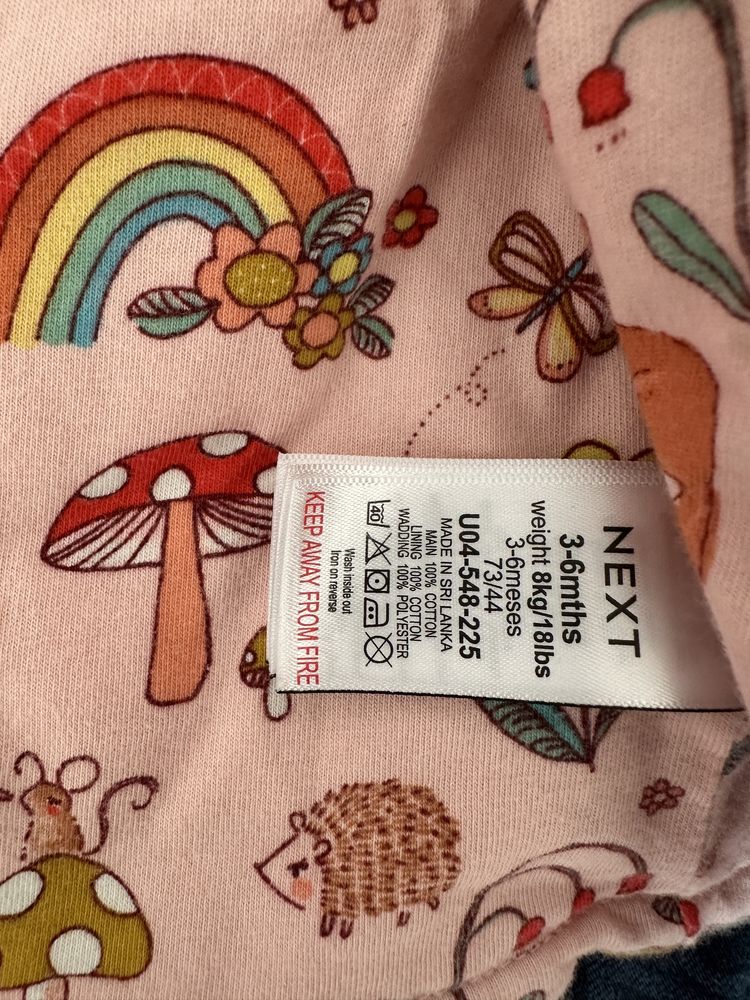 NEXT
3-6mths
weight 8kg/18lbs
3-6meses
73/44
U04-548-225
MADE IN SRI LANKA
MAIN 100% COTTON
LINING 100% COTTON
WADDING 100% POLYESTER
40
Wash inside out
Iron on reverse
KEEP AWAY FROM FIRE